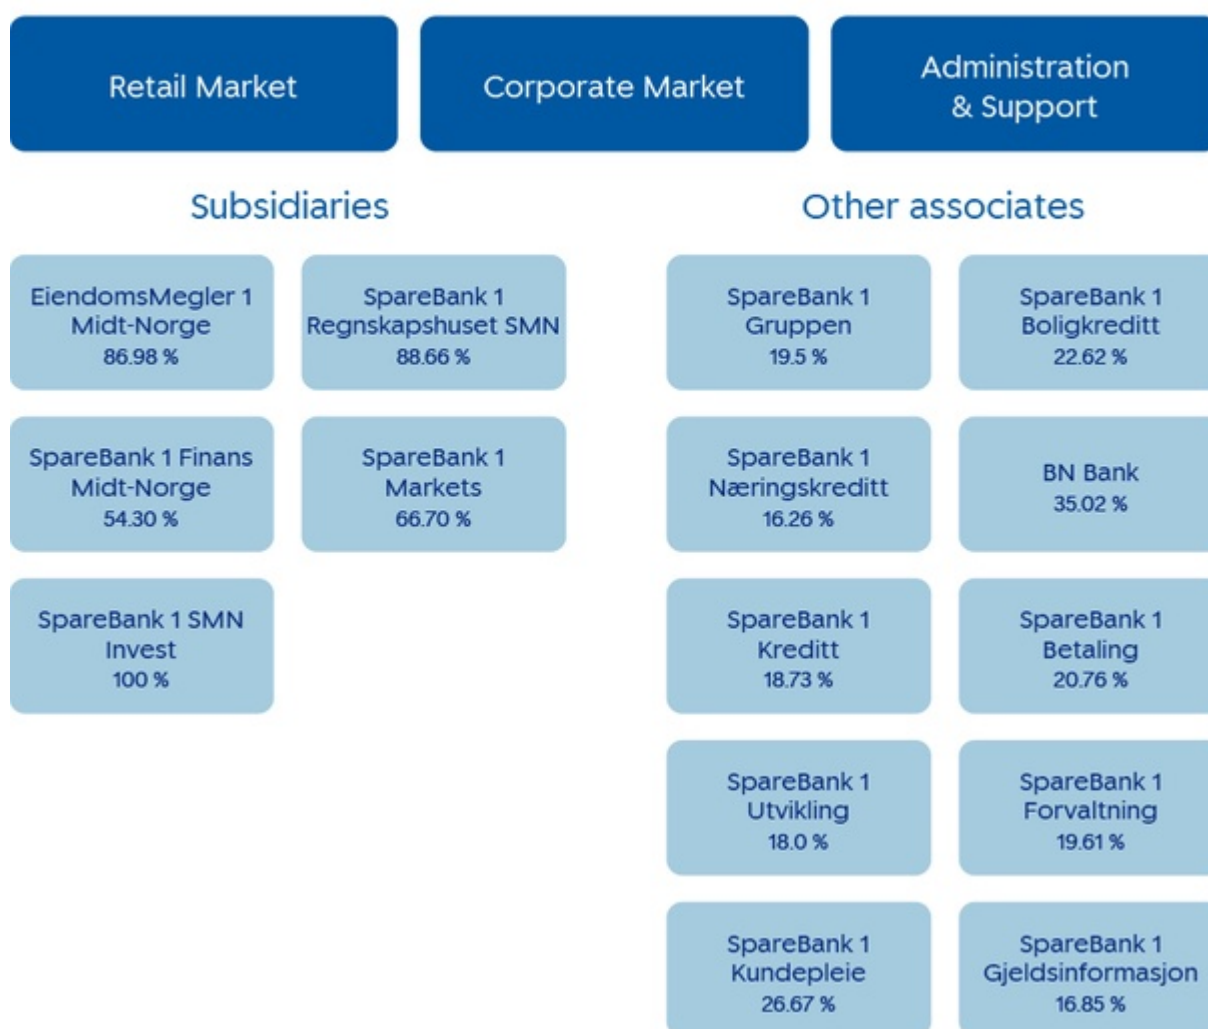 Retail Market
Corporate Market
Administration
& Support
Subsidiaries
Other associates
EiendomsMegler 1
Midt-Norge
86.98 %
SpareBank 1
Regnskapshuset SMN
88.66 %
SpareBank 1
Gruppen
19.5 %
SpareBank 1
Boligkreditt
22.62 %
SpareBank 1 Finans
Midt-Norge
54.30 %
SpareBank 1
Markets
66.70 %
SpareBank 1
Næringskreditt
16.26 %
BN Bank
35.02 %
SpareBank 1 SMN
Invest
100 %
SpareBank 1
Kreditt
18.73 %
SpareBank 1
Betaling
20.76 %
SpareBank 1
Utvikling
18.0 %
SpareBank 1
Forvaltning
19.61 %
SpareBank 1
Kundepleie
26.67 %
SpareBank 1
Gjeldsinformasjon
16.85 %